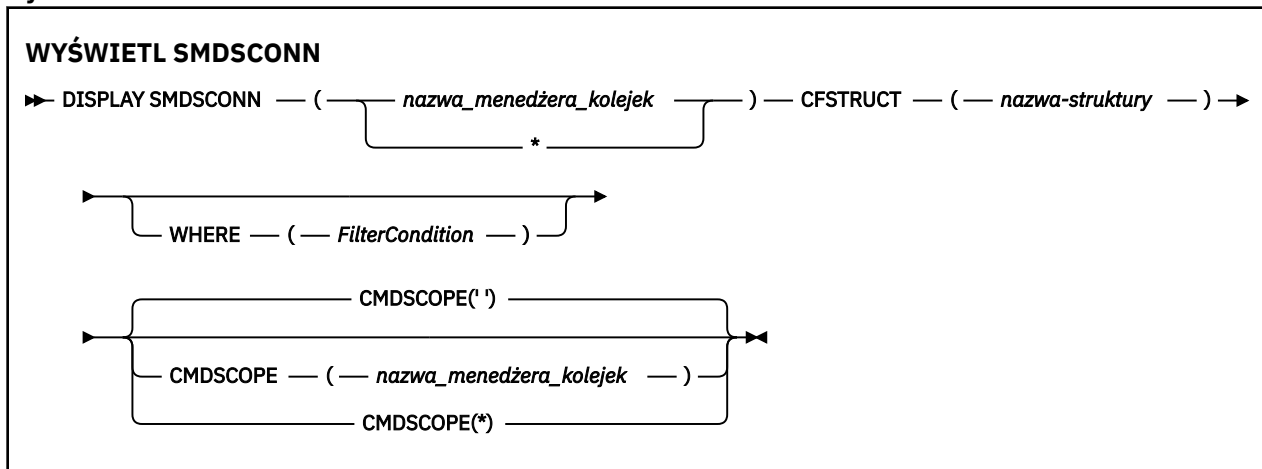 WYŚWIETL SMDSCONN
DISPLAY SMDSCONN ( nazwa_menedżera_kolejek ) CFSTRUCT ( nazwa-struktury )
*
WHERE ( FilterCondition )
CMDSCOPE(' ')
CMDSCOPE ( nazwa_menedżera_kolejek )
CMDSCOPE(*)